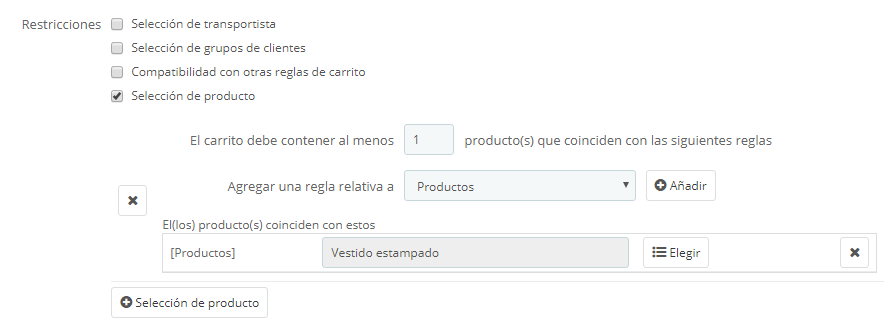 Restricciones
Selección de transportista
Selección de grupos de clientes
Compatibilidad con otras reglas de carrito
Selección de producto
El carrito debe contener al menos 1 producto(s) que coinciden con las siguientes reglas
Agregar una regla relativa a Productos Añadir
El(los) producto(s) coinciden con estos
[Productos] Vestido estampado Elegir
Selección de producto